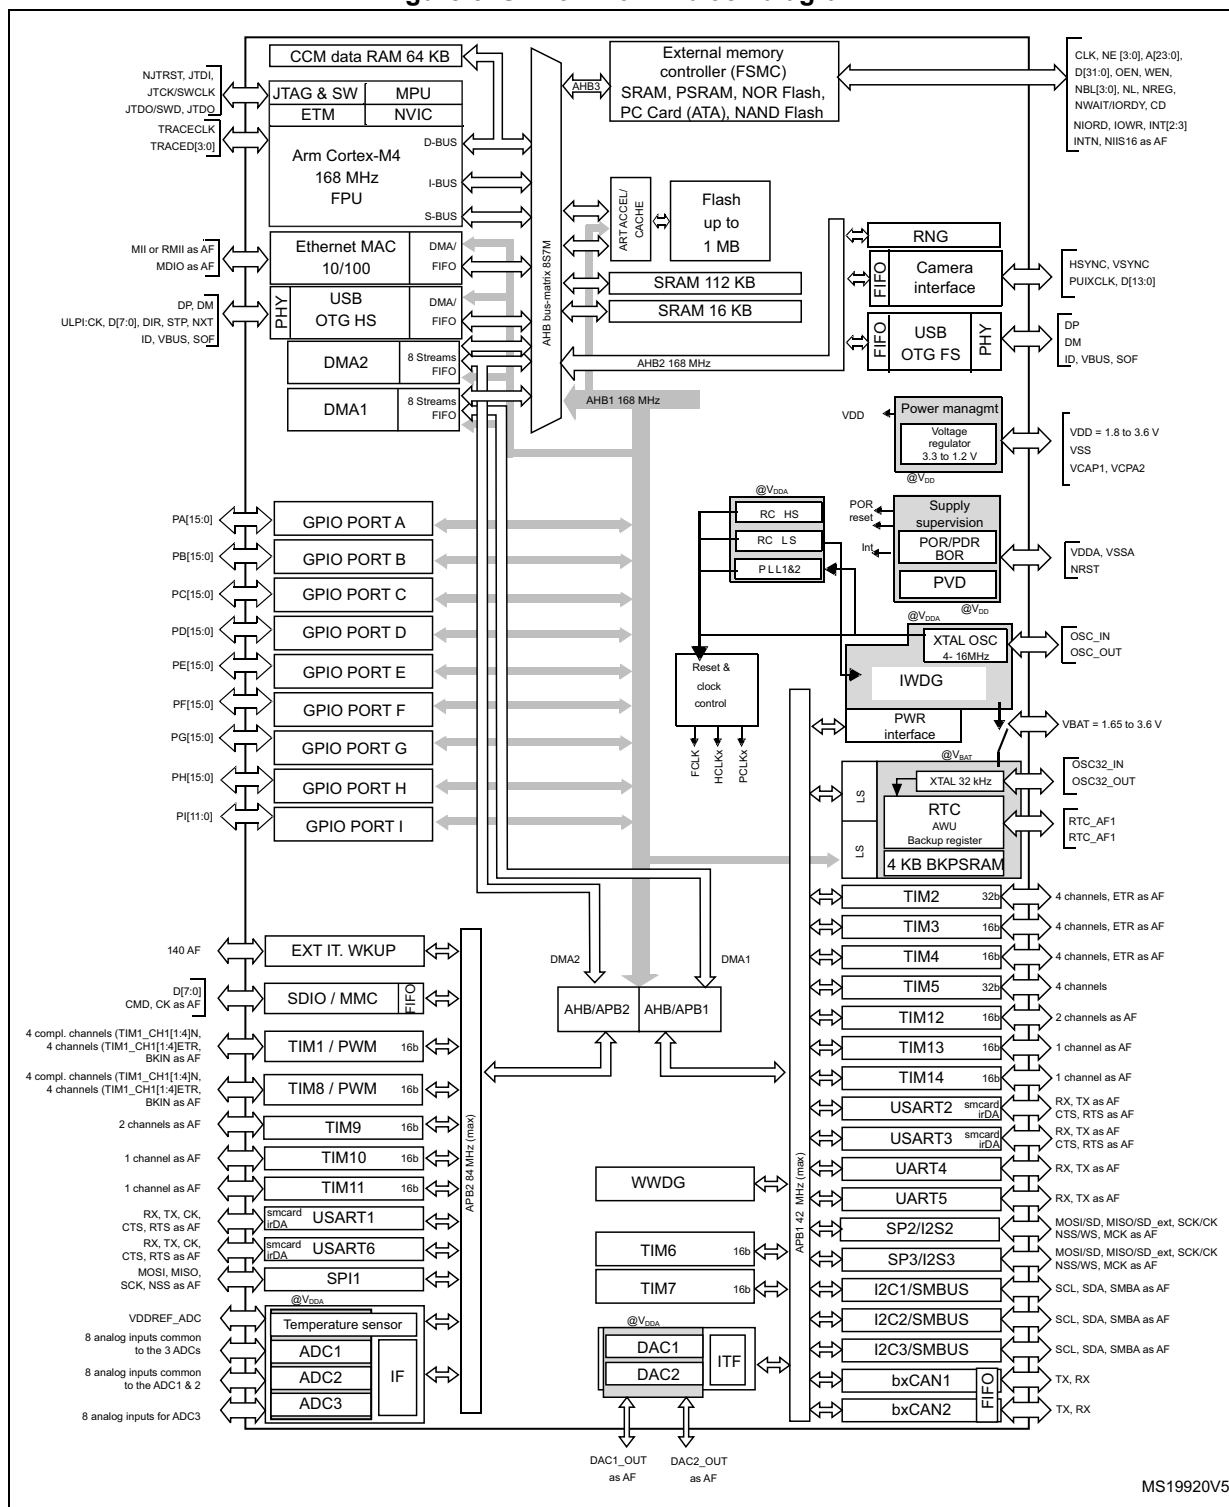 CCM data RAM 64 KB
External memory
controller (FSMC)
SRAM, PSRAM, NOR Flash,
PC Card (ATA), NAND Flash
CLK, NE [3:0], A[23:0],
D[31:0], OEN, WEN,
NBL[3:0], NL, NREG,
NWAIT/IORDY, CD
NIORD, IOWR, INT[2:3]
INTN, NIIS16 as AF
AHB3
NJTRST, JTDI,
JTCK/SWCLK
JTDO/SWD, JTDO
TRACECLK
TRACED[3:0]
JTAG & SW
MPU
ETM
NVIC
Arm Cortex-M4
168 MHz
FPU
D-BUS
I-BUS
S-BUS
AHB bus-matrix 8S7M
ART ACCEL/
CACHE
Flash
up to
1 MB
SRAM 112 KB
SRAM 16 KB
AHB2 168 MHz
AHB1 168 MHz
MII or RMII as AF
MDIO as AF
Ethernet MAC
10/100
DMA/
FIFO
DP, DM
ULPI:CK, D[7:0], DIR, STP, NXT
ID, VBUS, SOF
PHY
USB
OTG HS
DMA/
FIFO
DMA2
8 Streams
FIFO
DMA1
8 Streams
FIFO
RNG
FIFO
Camera
interface
HSYNC, VSYNC
PUIXCLK, D[13:0]
FIFO
USB
OTG FS
PHY
DP
DM
ID, VBUS, SOF
VDD
Power managmt
Voltage
regulator
3.3 to 1.2 V
@VDD
VDD = 1.8 to 3.6 V
VSS
VCAP1, VCPA2
@VDDA
RC HS
RC LS
PLL1&2
POR
reset
Int
Supply
supervision
POR/PDR
BOR
PVD
@VDD
VDDA, VSSA
NRST
@VDDA
XTAL OSC
4- 16MHz
OSC_IN
OSC_OUT
IWDG
Reset &
clock
control
FCLK
HCLKx
PCLKx
PWR
interface
VBAT = 1.65 to 3.6 V
@VBAT
LS
LS
XTAL 32 kHz
RTC
AWU
Backup register
4 KB BKPSRAM
OSC32_IN
OSC32_OUT
RTC_AF1
RTC_AF1
PA[15:0]
GPIO PORT A
PB[15:0]
GPIO PORT B
PC[15:0]
GPIO PORT C
PD[15:0]
GPIO PORT D
PE[15:0]
GPIO PORT E
PF[15:0]
GPIO PORT F
PG[15:0]
GPIO PORT G
PH[15:0]
GPIO PORT H
PI[11:0]
GPIO PORT I
DMA2
DMA1
AHB/APB2
AHB/APB1
APB2 84 MHz (max)
APB1 42 MHz (max)
140 AF
EXT IT. WKUP
D[7:0]
CMD, CK as AF
SDIO / MMC
FIFO
4 compl. channels (TIM1_CH1[1:4]N,
4 channels (TIM1_CH1[1:4]ETR,
BKIN as AF
TIM1 / PWM
16b
4 compl. channels (TIM1_CH1[1:4]N,
4 channels (TIM1_CH1[1:4]ETR,
BKIN as AF
TIM8 / PWM
16b
2 channels as AF
TIM9
16b
1 channel as AF
TIM10
16b
1 channel as AF
TIM11
16b
RX, TX, CK,
CTS, RTS as AF
smcard
irDA
USART1
RX, TX, CK,
CTS, RTS as AF
smcard
irDA
USART6
MOSI, MISO,
SCK, NSS as AF
SPI1
@VDDA
VDDREF_ADC
Temperature sensor
8 analog inputs common
to the 3 ADCs
ADC1
8 analog inputs common
to the ADC1 & 2
ADC2
8 analog inputs for ADC3
ADC3
IF
WWDG
TIM6
16b
TIM7
16b
@VDDA
DAC1
DAC2
ITF
DAC1_OUT
as AF
DAC2_OUT
as AF
TIM2
32b
4 channels, ETR as AF
TIM3
16b
4 channels, ETR as AF
TIM4
16b
4 channels, ETR as AF
TIM5
32b
4 channels
TIM12
16b
2 channels as AF
TIM13
16b
1 channel as AF
TIM14
16b
1 channel as AF
USART2
smcard
irDA
RX, TX as AF
CTS, RTS as AF
USART3
smcard
irDA
RX, TX as AF
CTS, RTS as AF
UART4
RX, TX as AF
UART5
RX, TX as AF
SP2/I2S2
MOSI/SD, MISO/SD_ext, SCK/CK
NSS/WS, MCK as AF
SP3/I2S3
MOSI/SD, MISO/SD_ext, SCK/CK
NSS/WS, MCK as AF
I2C1/SMBUS
SCL, SDA, SMBA as AF
I2C2/SMBUS
SCL, SDA, SMBA as AF
I2C3/SMBUS
SCL, SDA, SMBA as AF
bxCAN1
TX, RX
bxCAN2
FIFO
TX, RX
MS19920V5